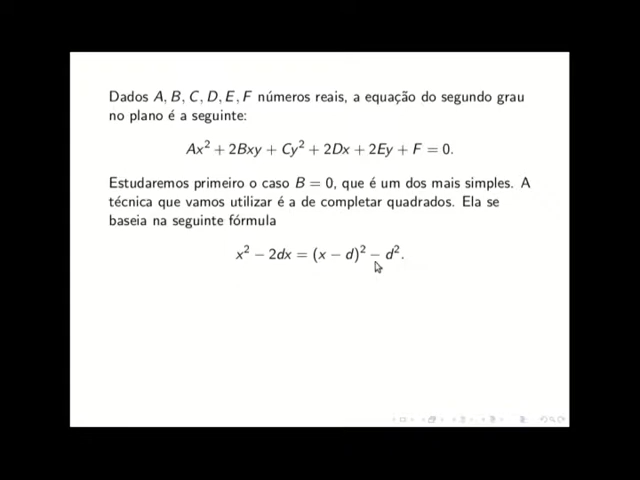 Dados A, B, C, D, E, F números reais, a equação do segundo grau
no plano é a seguinte:
Ax² + 2Bxy + Cy² + 2Dx + 2Ey + F = 0.
Estudaremos primeiro o caso B = 0, que é um dos mais simples. A
técnica que vamos utilizar é a de completar quadrados. Ela se
baseia na seguinte fórmula
x² − 2dx = (x − d)² − d².